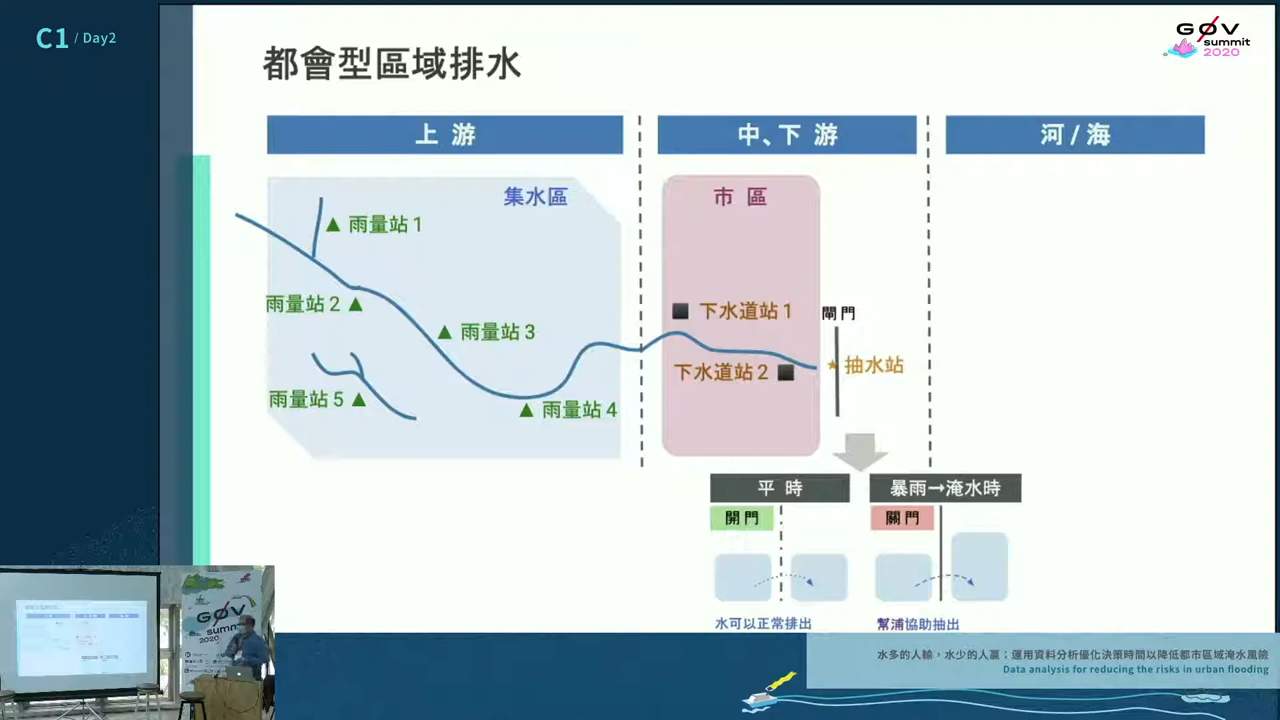 C1 / Day2
GØV
summit
2020
都會型區域排水
上 游
中、下 游
河 / 海
集水區
市 區
雨量站 1
雨量站 2
雨量站 3
雨量站 4
雨量站 5
下水道站 1
下水道站 2
閘門
抽水站
平 時
暴雨→淹水時
開 門
關 門
水可以正常排出
幫浦協助抽出
GØV
summit
2020
水多的人輸，水少的人贏：運用資料分析優化決策時間以降低都市區域淹水風險
Data analysis for reducing the risks in urban flooding